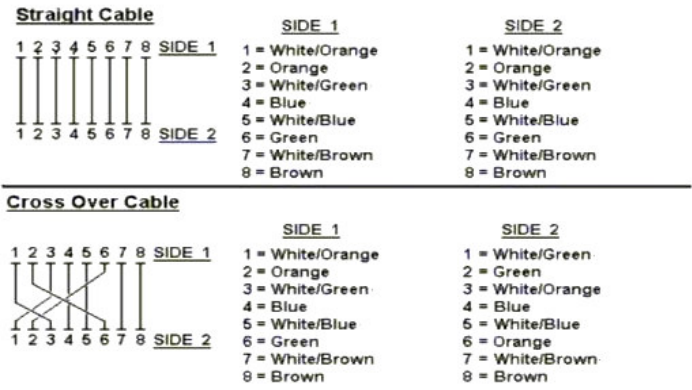 Straight Cable
1 2 3 4 5 6 7 8 SIDE 1
1 2 3 4 5 6 7 8 SIDE 2
SIDE 1
1 = White/Orange
2 = Orange
3 = White/Green
4 = Blue
5 = White/Blue
6 = Green
7 = White/Brown
8 = Brown
SIDE 2
1 = White/Orange
2 = Orange
3 = White/Green
4 = Blue
5 = White/Blue
6 = Green
7 = White/Brown
8 = Brown
Cross Over Cable
1 2 3 4 5 6 7 8 SIDE 1
1 2 3 4 5 6 7 8 SIDE 2
SIDE 1
1 = White/Orange
2 = Orange
3 = White/Green
4 = Blue
5 = White/Blue
6 = Green
7 = White/Brown
8 = Brown
SIDE 2
1 = White/Green
2 = Green
3 = White/Orange
4 = Blue
5 = White/Blue
6 = Orange
7 = White/Brown
8 = Brown